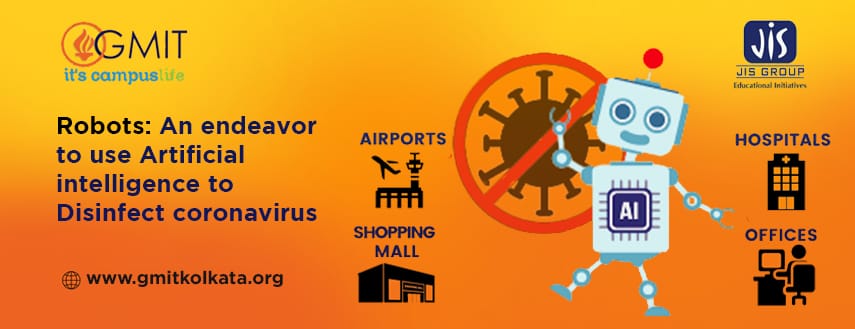 GMIT
it's campuslife
Robots: An endeavor
to use Artificial
intelligence to
Disinfect coronavirus
www.gmitkolkata.org
AIRPORTS
SHOPPING
MALL
AI
JIS
JIS GROUP
Educational Initiatives
HOSPITALS
OFFICES